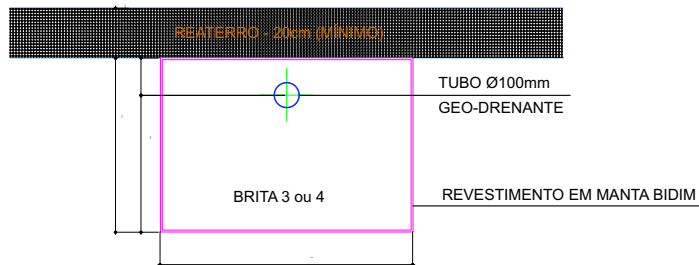 REATERRO - 20cm (MÍNIMO)
TUBO Ø100mm
GEO-DRENANTE
BRITA 3 ou 4
REVESTIMENTO EM MANTA BIDIM